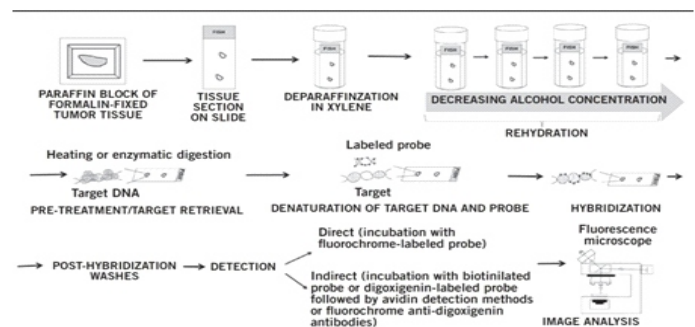 FISH
FISH
FISH
FISH
FISH
FISH
PARAFFIN BLOCK OF
FORMALIN-FIXED
TUMOR TISSUE
TISSUE
SECTION
ON SLIDE
DEPARAFFINZATION
IN XYLENE
DECREASING ALCOHOL CONCENTRATION
REHYDRATION
Heating or enzymatic digestion
Target DNA
PRE-TREATMENT/TARGET RETRIEVAL
Labeled probe
Target
DENATURATION OF TARGET DNA AND PROBE
HYBRIDIZATION
POST-HYBRIDIZATION
WASHES
DETECTION
Direct (incubation with
fluorochrome-labeled probe)
Indirect (incubation with biotinilated
probe or digoxigenin-labeled probe
followed by avidin detection methods
or fluorochrome anti-digoxigenin
antibodies)
Fluorescence
microscope
IMAGE ANALYSIS